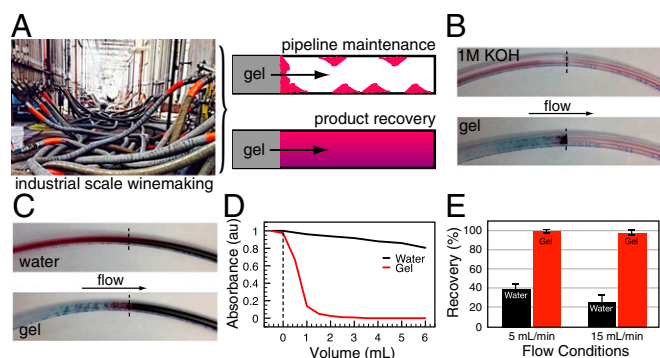 A
industrial scale winemaking
pipeline maintenance
gel
product recovery
gel
B
1M KOH
flow
gel
C
water
flow
gel
D
Absorbance (au)
1
0.8
0.6
0.4
0.2
0
Water
Gel
0 1 2 3 4 5 6
Volume (mL)
E
Recovery (%)
100
80
60
40
20
0
Water
Gel
Water
Gel
5 mL/min 15 mL/min
Flow Conditions